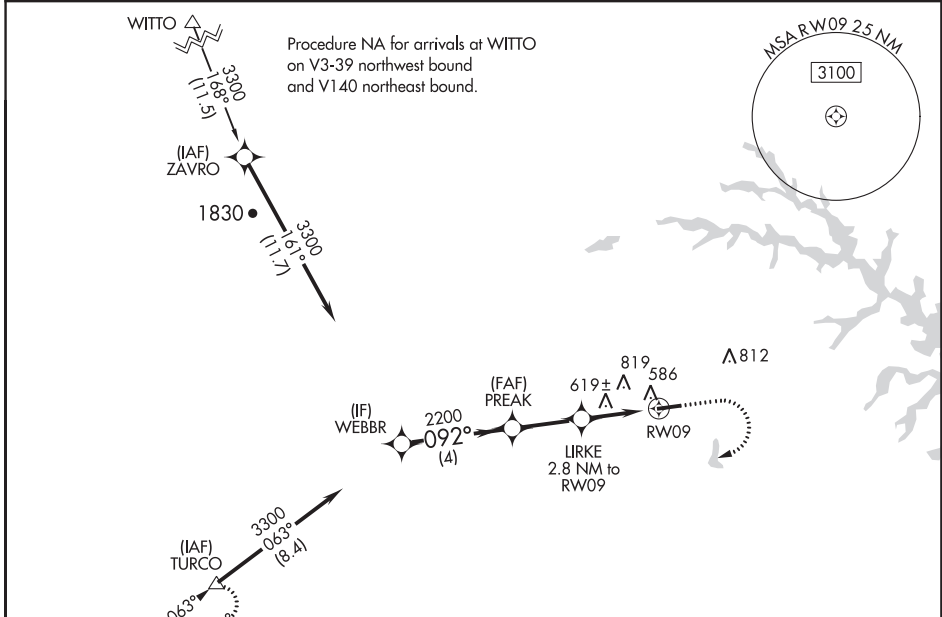 WITTO
Procedure NA for arrivals at WITTO
on V3-39 northwest bound
and V140 northeast bound.
MSA RW09 25 NM
3100
3300
168°
(11.5)
(IAF)
ZAVRO
1830
3300
161°
(11.7)
812
819
586
619±
(FAF)
PREAK
(IF)
WEBBR
2200
092°
(4)
RW09
LIRKE
2.8 NM to
RW09
3300
063°
(8.4)
(IAF)
TURCO
063°